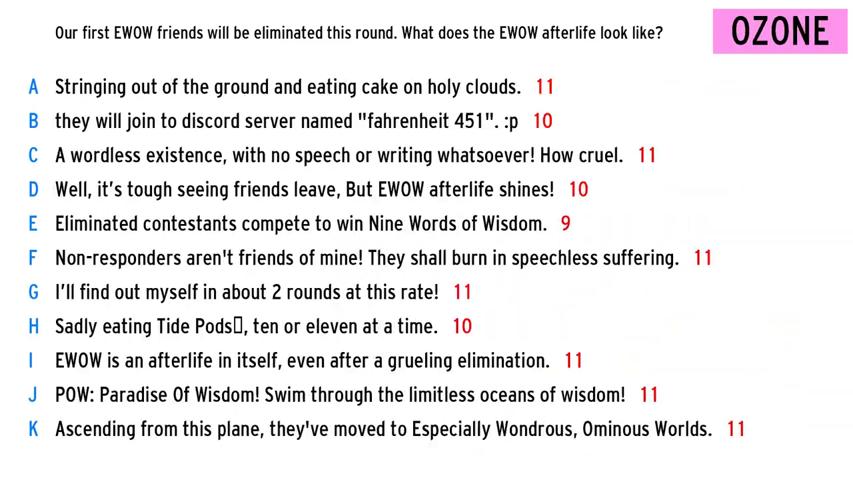 Our first EWOW friends will be eliminated this round. What does the EWOW afterlife look like?
OZONE
A Stringing out of the ground and eating cake on holy clouds. 11
B they will join to discord server named "fahrenheit 451". :p 10
C A wordless existence, with no speech or writing whatsoever! How cruel. 11
D Well, it’s tough seeing friends leave, But EWOW afterlife shines! 10
E Eliminated contestants compete to win Nine Words of Wisdom. 9
F Non-responders aren't friends of mine! They shall burn in speechless suffering. 11
G I’ll find out myself in about 2 rounds at this rate! 11
H Sadly eating Tide Pods▯, ten or eleven at a time. 10
I EWOW is an afterlife in itself, even after a grueling elimination. 11
J POW: Paradise Of Wisdom! Swim through the limitless oceans of wisdom! 11
K Ascending from this plane, they've moved to Especially Wondrous, Ominous Worlds. 11